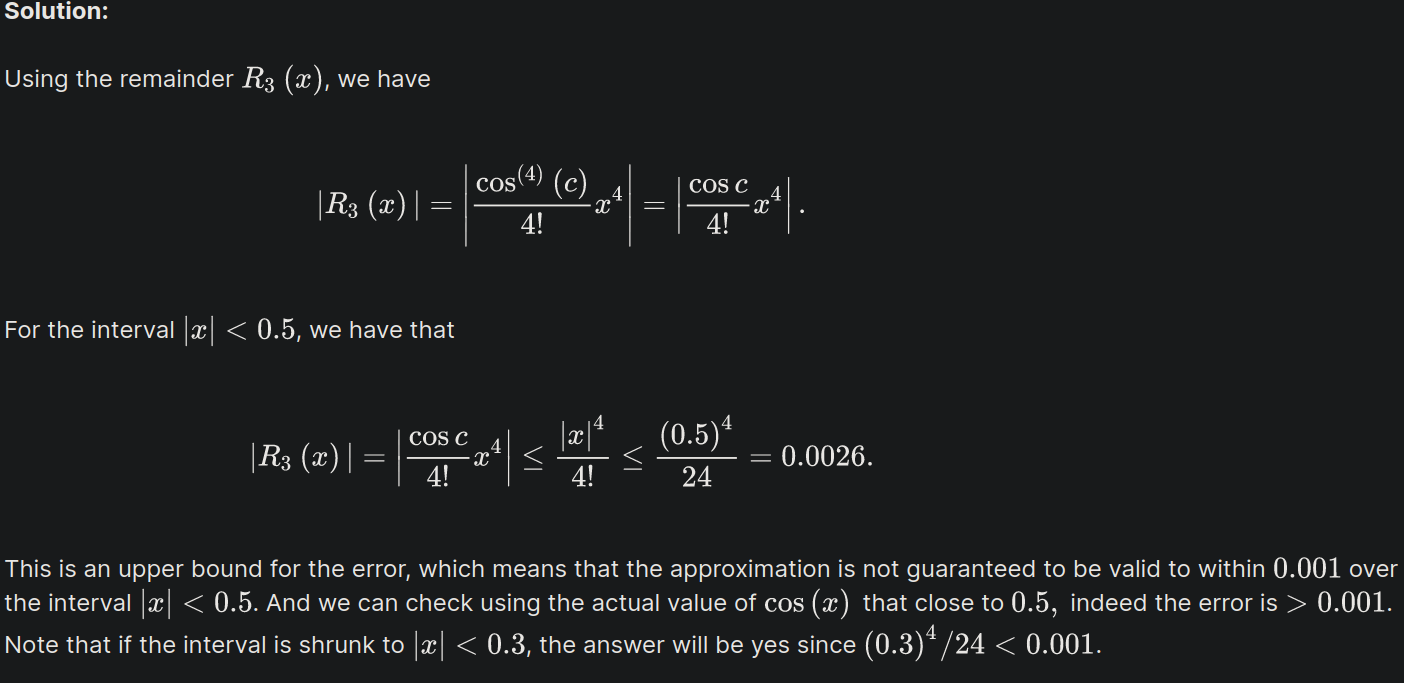 Solution:
Using the remainder $R_3(x)$, we have
$$|R_3(x)| = \left|\frac{\cos^{(4)}(c)}{4!}x^4\right| = \left|\frac{\cos c}{4!}x^4\right|.$$
For the interval $|x| < 0.5$, we have that
$$|R_3(x)| = \left|\frac{\cos c}{4!}x^4\right| \leq \frac{|x|^4}{4!} \leq \frac{(0.5)^4}{24} = 0.0026.$$
This is an upper bound for the error, which means that the approximation is not guaranteed to be valid to within $0.001$ over
the interval $|x| < 0.5$. And we can check using the actual value of $\cos(x)$ that close to $0.5,$ indeed the error is $> 0.001$.
Note that if the interval is shrunk to $|x| < 0.3$, the answer will be yes since $(0.3)^4/24 < 0.001$.